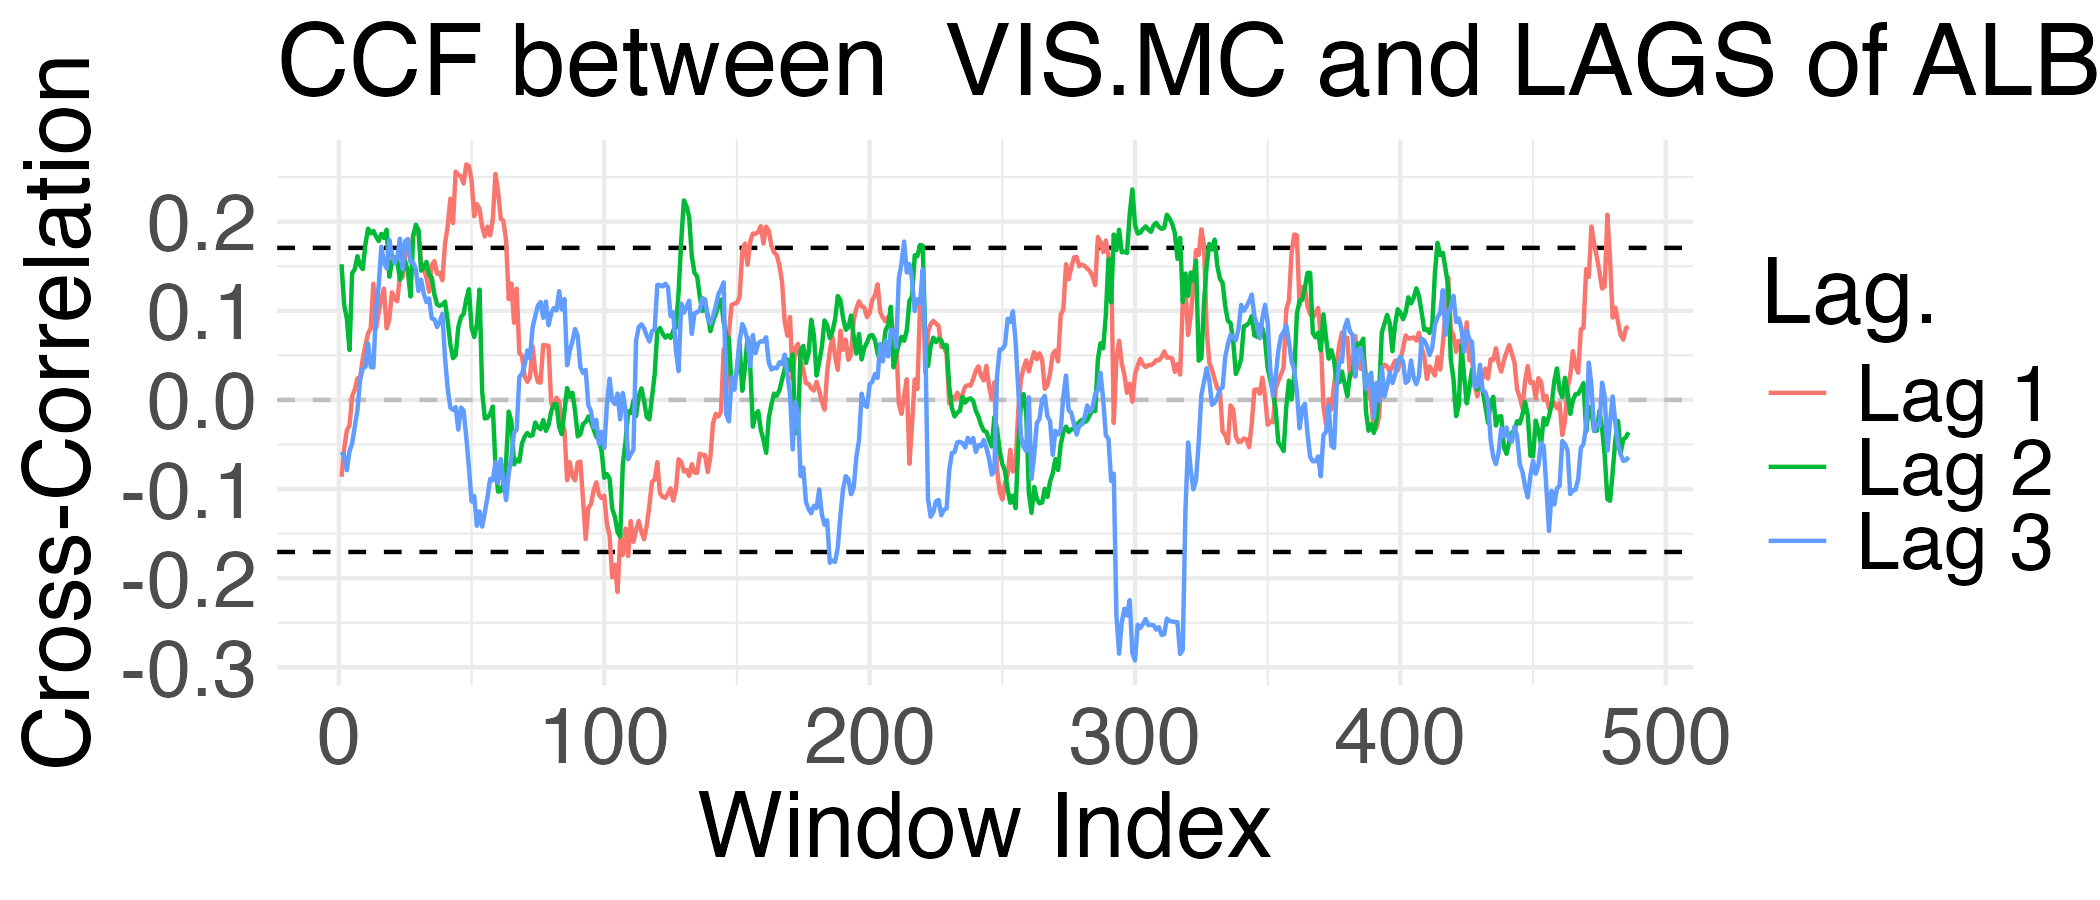 CCF between VIS.MC and LAGS of ALB
Cross-Correlation
0.2
0.1
0.0
-0.1
-0.2
-0.3
0 100 200 300 400 500
Window Index
Lag.
Lag 1
Lag 2
Lag 3